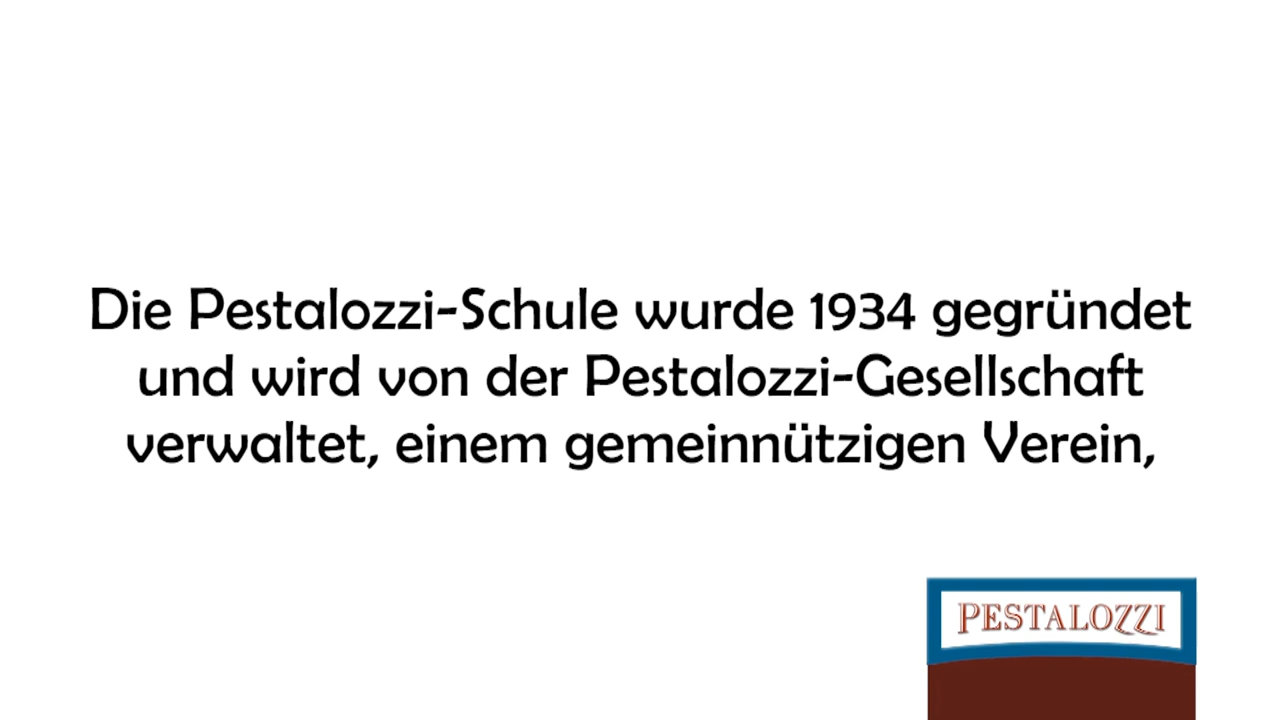 Die Pestalozzi-Schule wurde 1934 gegründet
und wird von der Pestalozzi-Gesellschaft
verwaltet, einem gemeinnützigen Verein,
PESTALOZZI